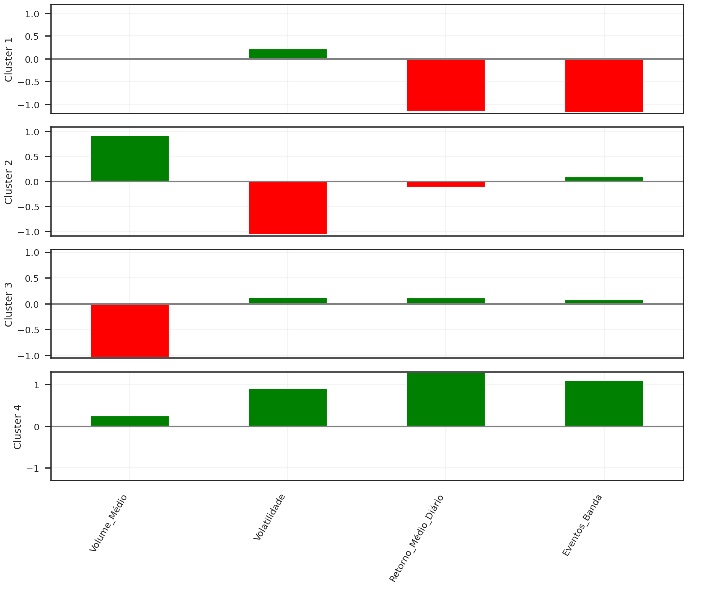 1.0
0.5
0.0
−0.5
−1.0
Cluster 1
1.0
0.5
0.0
−0.5
−1.0
Cluster 2
1.0
0.5
0.0
−0.5
−1.0
Cluster 3
1
0
−1
Cluster 4
Volume_Médio
Volatilidade
Retorno_Médio_Diário
Eventos_Banda